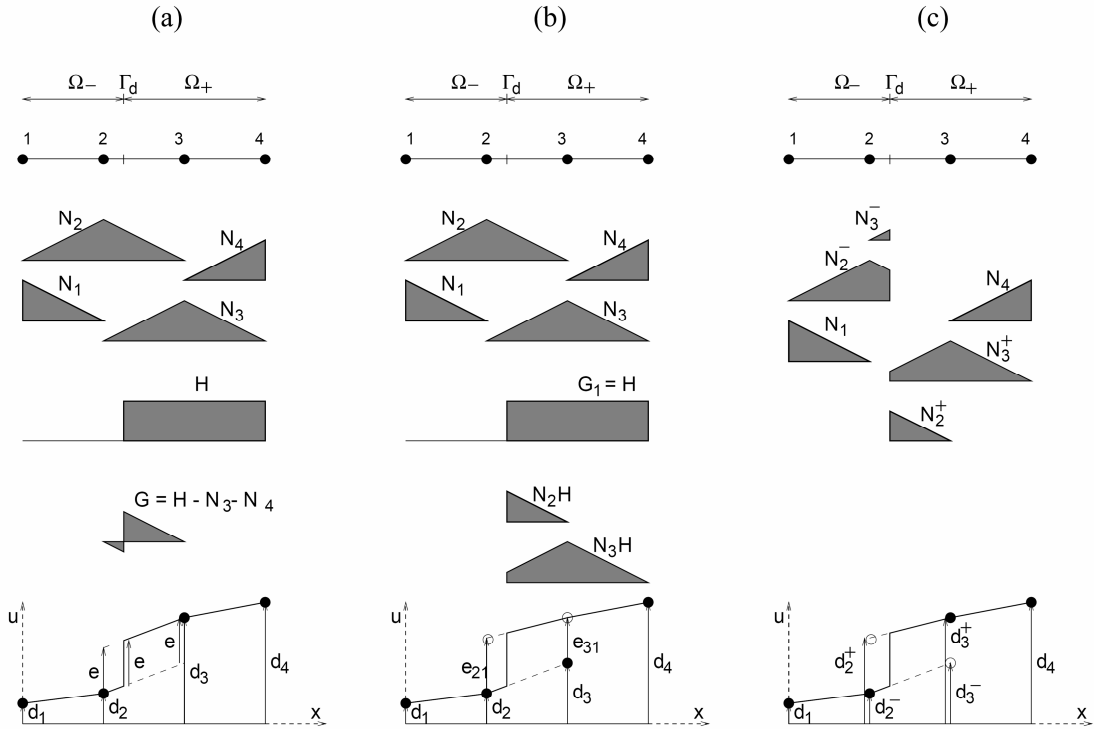 (a) (b) (c)
Ω− Γd Ω+ Ω− Γd Ω+ Ω− Γd Ω+
1 2 3 4 1 2 3 4 1 2 3 4
N3−
N2 N4 N2 N4 N2− N4
N1 N3 N1 N3 N1 N3+
H G1 = H N2+
G = H - N3 - N4 N2H
N3H
u e e e d3 d4 u e21 e31 d3 d4 u d2+ d3+ d3− d4
d1 d2 x d1 d2 x d1 d2− x